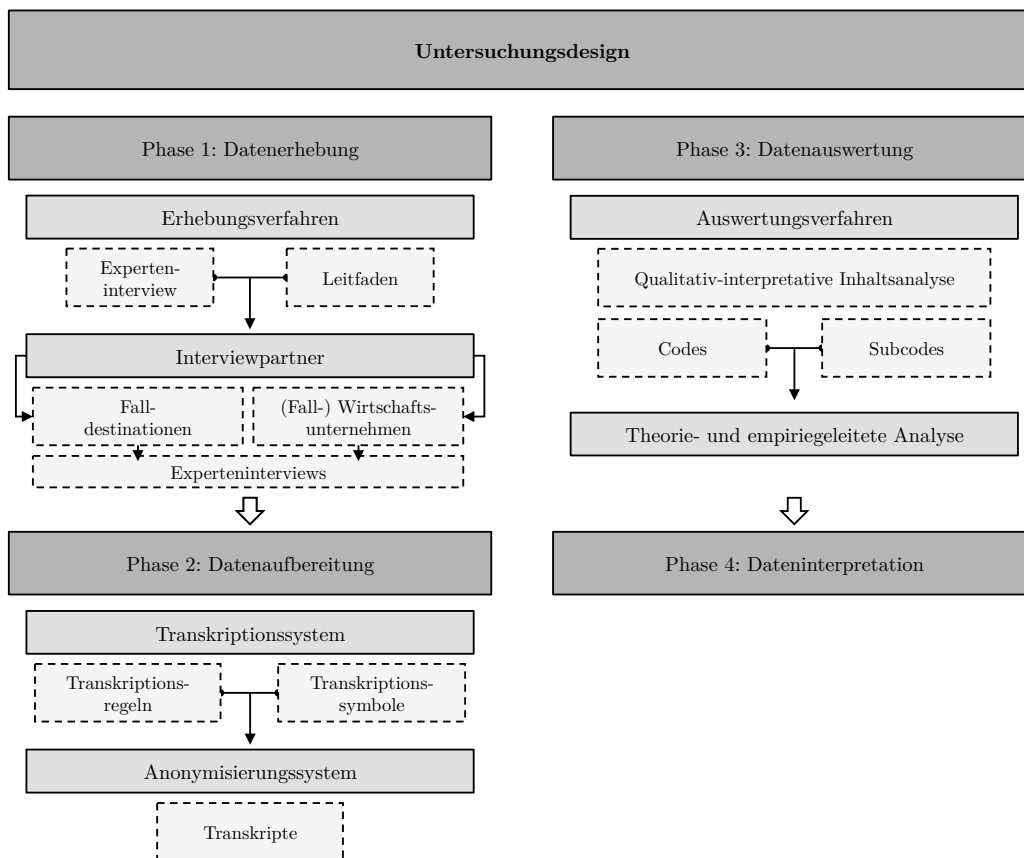 Untersuchungsdesign
Phase 1: Datenerhebung
Erhebungsverfahren
Experten-
interview
Leitfaden
Interviewpartner
Fall-
destinationen
(Fall-) Wirtschafts-
unternehmen
Experteninterviews
Phase 2: Datenaufbereitung
Transkriptionssystem
Transkriptions-
regeln
Transkriptions-
symbole
Anonymisierungssystem
Transkripte
Phase 3: Datenauswertung
Auswertungsverfahren
Qualitativ-interpretative Inhaltsanalyse
Codes
Subcodes
Theorie- und empiriegeleitete Analyse
Phase 4: Dateninterpretation